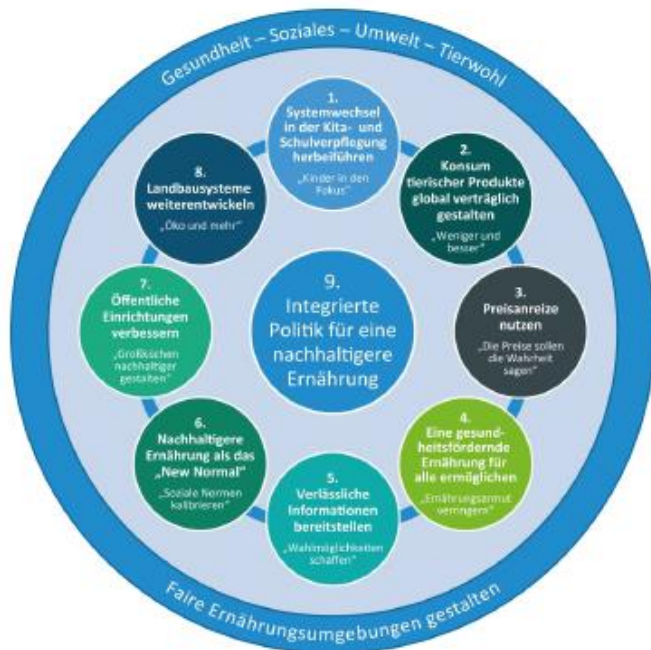 Gesundheit – Soziales – Umwelt – Tierwohl
1.
Systemwechsel
in der Kita- und
Schulverpflegung
herbeiführen
„Kinder in den
Fokus“
2.
Konsum
tierischer Produkte
global verträglich
gestalten
„Weniger und
besser“
3.
Preisanreize
nutzen
„Die Preise sollen
die Wahrheit
sagen“
4.
Eine gesund-
heitsfördernde
Ernährung für
alle ermöglichen
„Ernährungsarmut
verringern“
5.
Verlässliche
Informationen
bereitstellen
„Wahlmöglichkeiten
schaffen“
6.
Nachhaltigere
Ernährung als das
„New Normal“
„Soziale Normen
kalibrieren“
7.
Öffentliche
Einrichtungen
verbessern
„Großküchen
nachhaltiger
gestalten“
8.
Landbausysteme
weiterentwickeln
„Öko und mehr“
9.
Integrierte
Politik für eine
nachhaltigere
Ernährung
Faire Ernährungsumgebungen gestalten